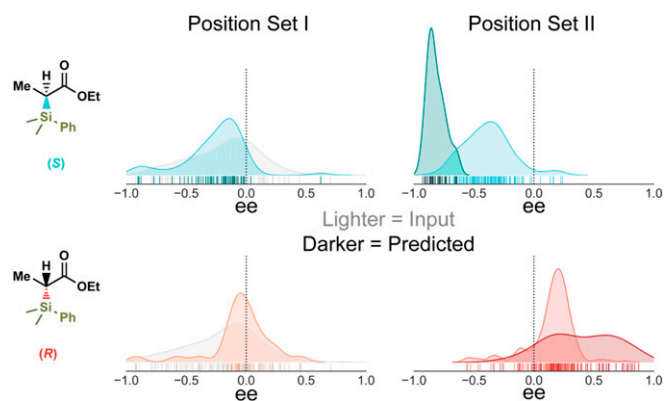 Position Set I
Position Set II
H
O
Me
OEt
Si
Ph
(S)
−1.0 −0.5 0.0 0.5 1.0
ee
−1.0 −0.5 0.0 0.5 1.0
ee
Lighter = Input
Darker = Predicted
H
O
Me
OEt
Si
Ph
(R)
−1.0 −0.5 0.0 0.5 1.0
ee
−1.0 −0.5 0.0 0.5 1.0
ee